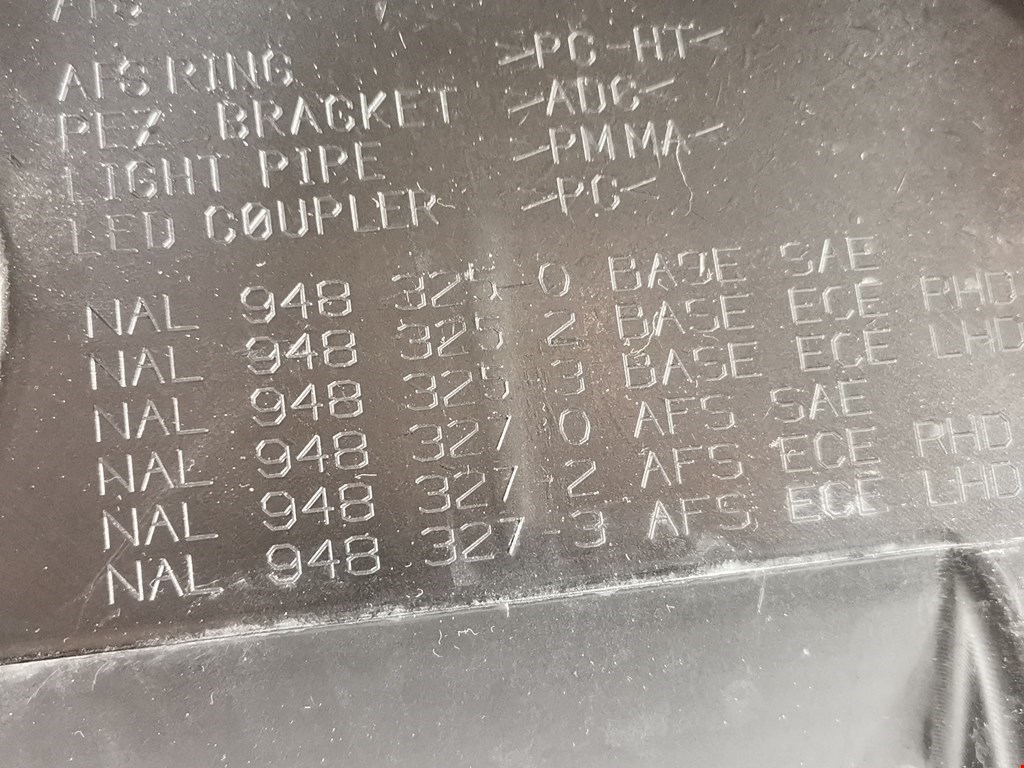 AFS
AFS RING >PC-HT<
PEX BRACKET >ADC<
LIGHT PIPE >PMMA<
LED COUPLER >PC<
NAL 948 325-0 BASE SAE
NAL 948 325-2 BASE ECE RHD
NAL 948 325-3 BASE ECE LHD
NAL 948 327-0 AFS SAE
NAL 948 327-2 AFS ECE RHD
NAL 948 327-3 AFS ECE LHD